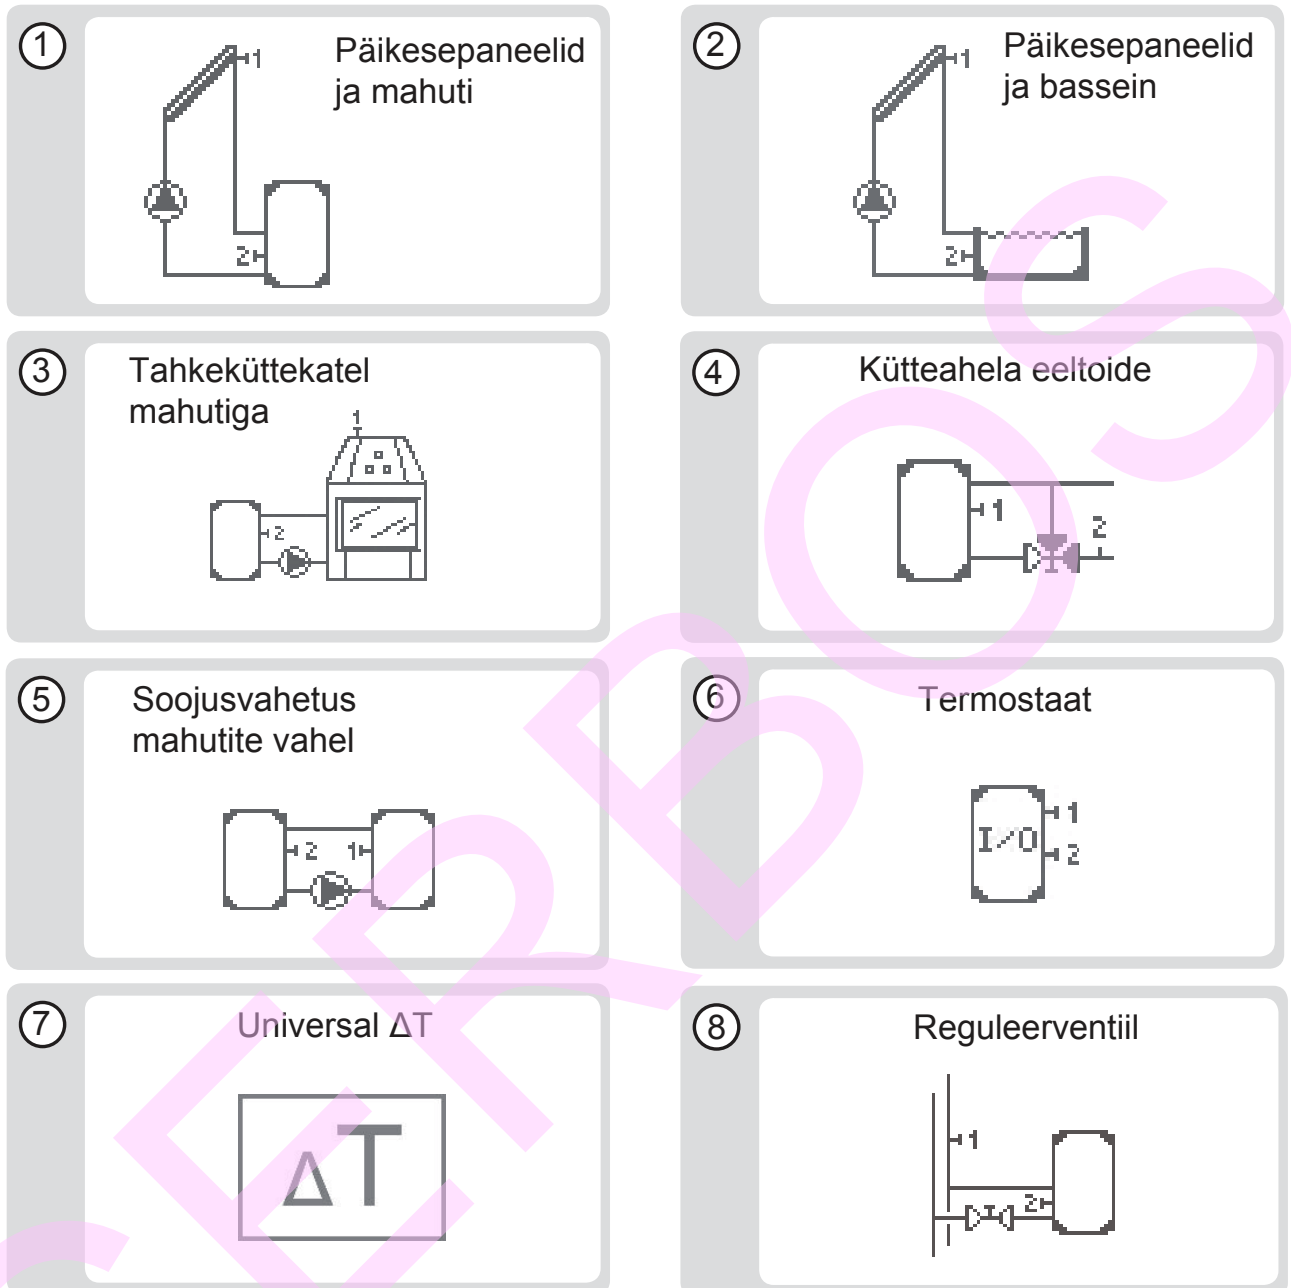 1
Päikesepaneelid
ja mahuti
1
2
2
Päikesepaneelid
ja bassein
1
2
3
Tahkeküttekatel
mahutiga
1
2
4
Kütteahela eeltoide
1
2
5
Soojusvahetus
mahutite vahel
2 1
6
Termostaat
1
I/O
2
7
Universal ΔT
ΔT
8
Reguleerventiil
1
2
CERBOS